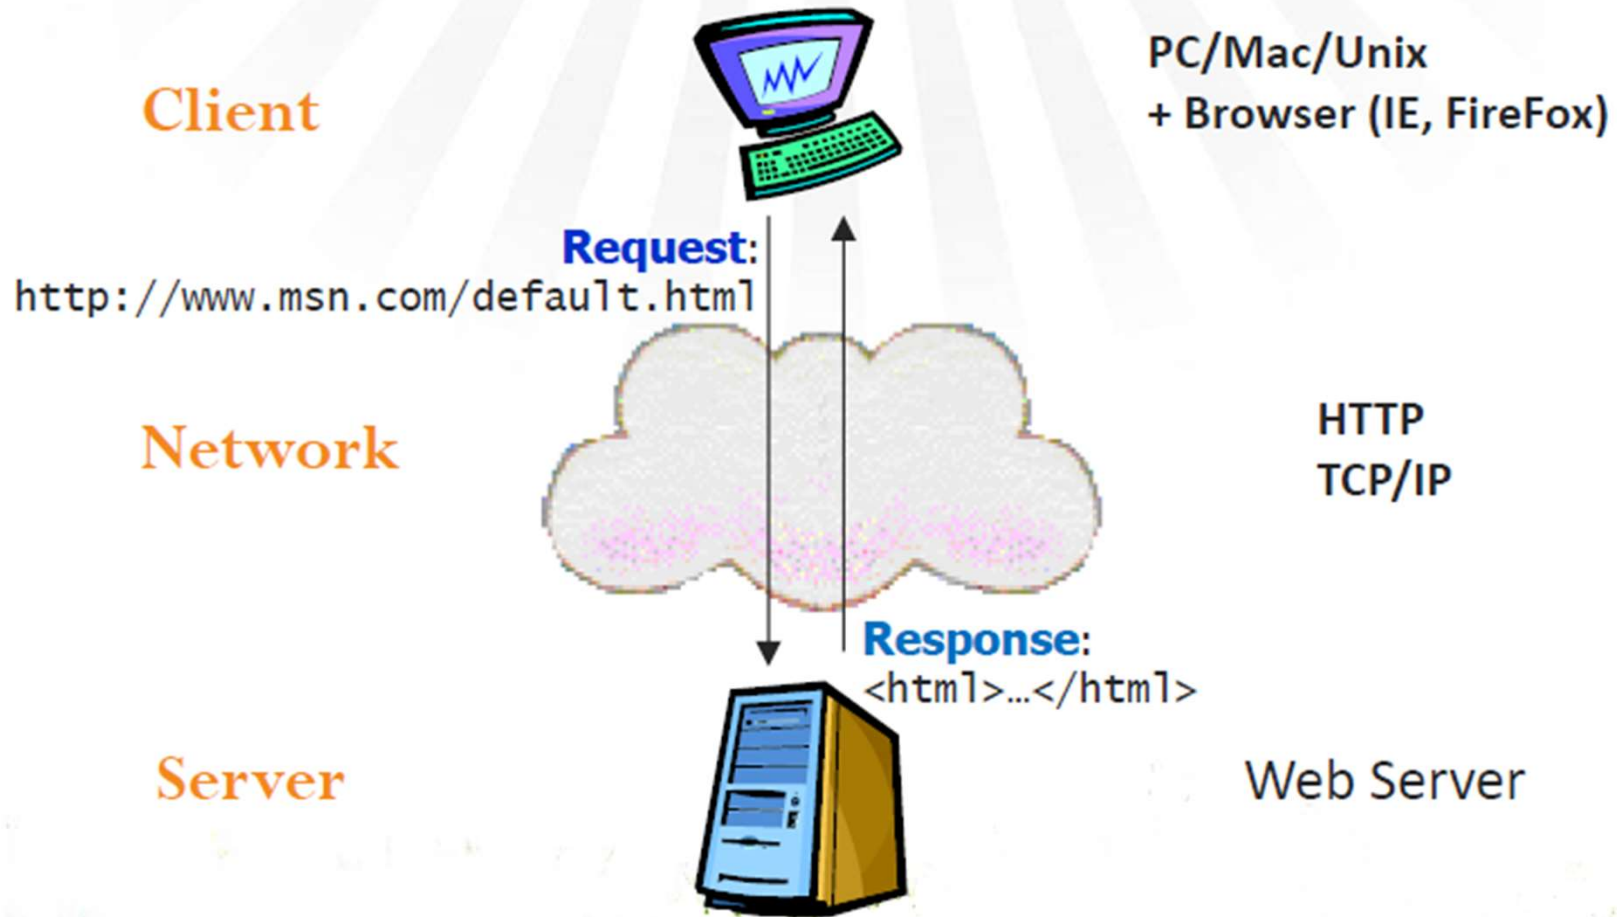 Client
PC/Mac/Unix
+ Browser (IE, FireFox)
Request:
http://www.msn.com/default.html
Network
HTTP
TCP/IP
Response:
<html>…</html>
Server
Web Server